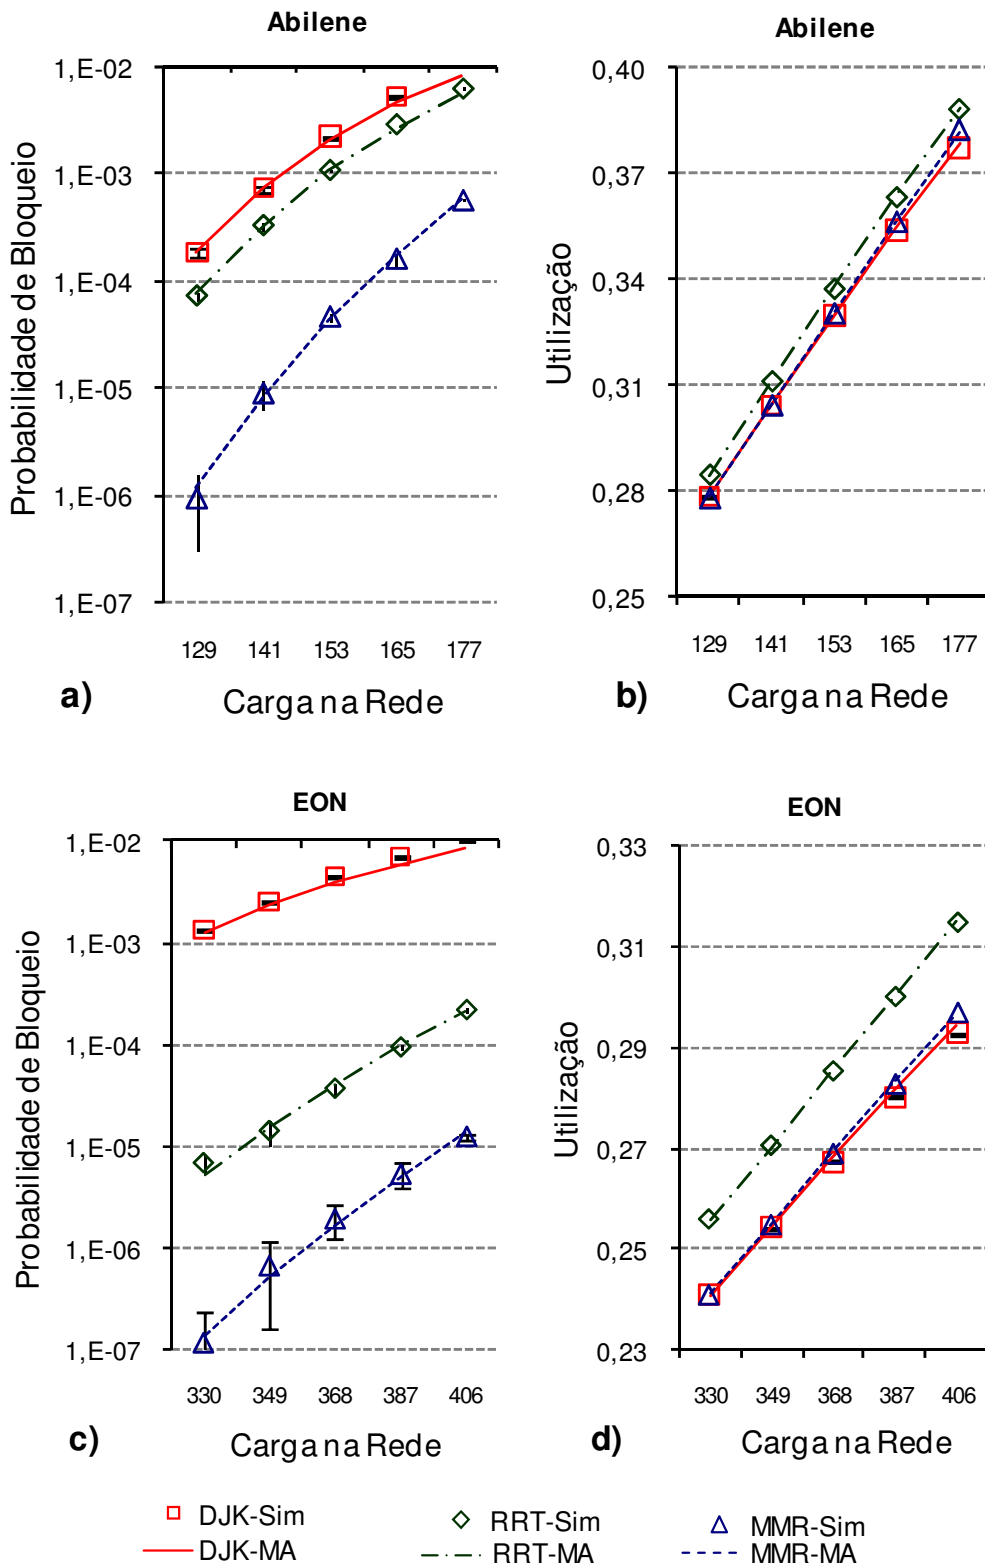 Abilene
1,E-02
1,E-03
1,E-04
1,E-05
1,E-06
1,E-07
Probabilidade de Bloqueio
129 141 153 165 177
a) Carga na Rede
Abilene
0,40
0,37
0,34
0,31
0,28
0,25
Utilização
129 141 153 165 177
b) Carga na Rede
EON
1,E-02
1,E-03
1,E-04
1,E-05
1,E-06
1,E-07
Probabilidade de Bloqueio
330 349 368 387 406
c) Carga na Rede
EON
0,33
0,31
0,29
0,27
0,25
0,23
Utilização
330 349 368 387 406
d) Carga na Rede
DJK-Sim RRT-Sim MMR-Sim
DJK-MA RRT-MA MMR-MA